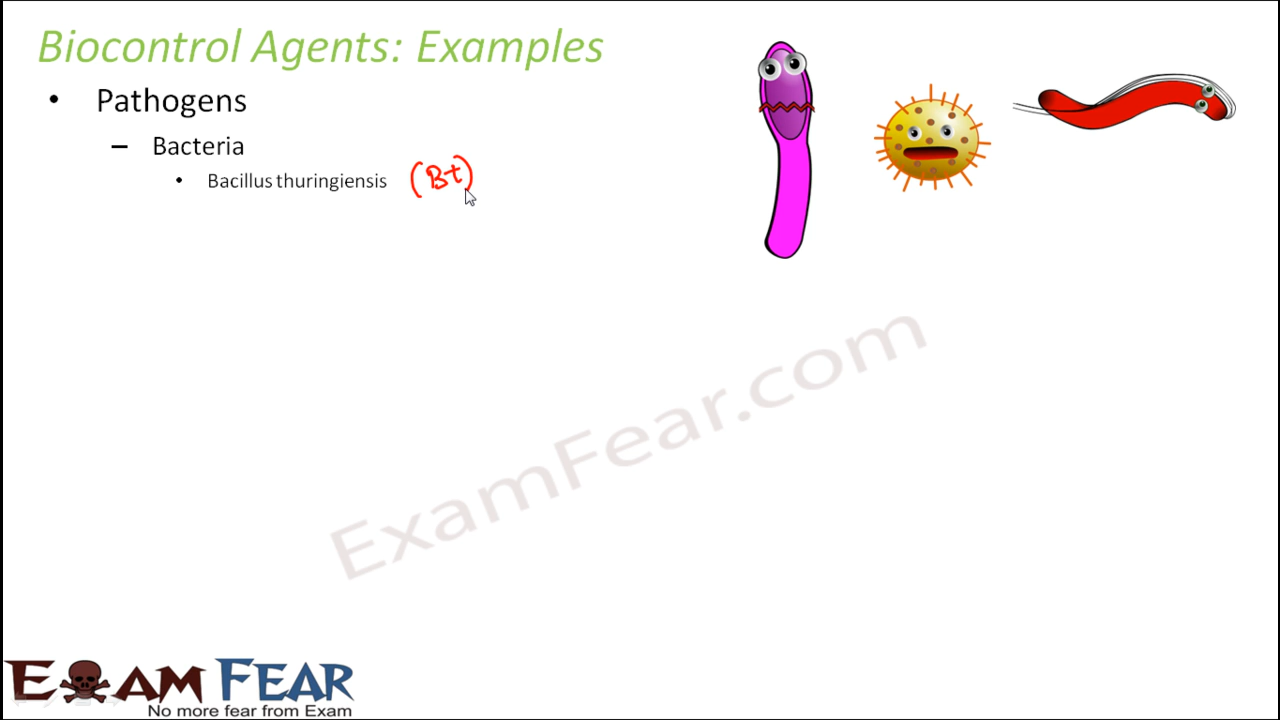 Biocontrol Agents: Examples
• Pathogens
– Bacteria
• Bacillus thuringiensis (Bt)
ExamFear.com
EXAM FEAR
No more fear from Exam